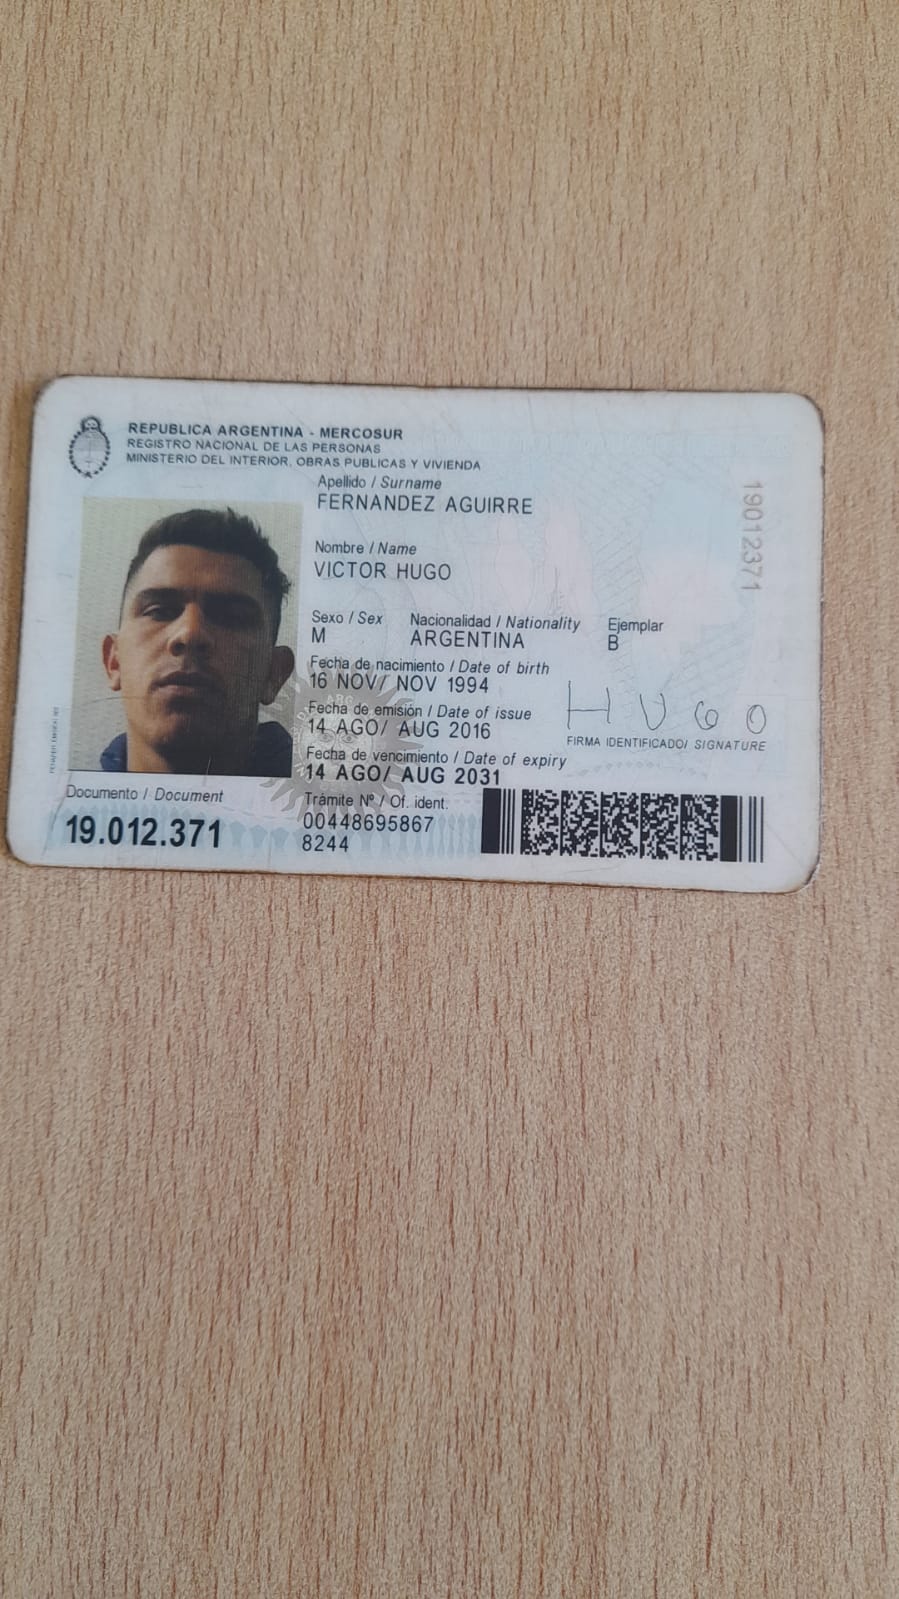 REPUBLICA ARGENTINA - MERCOSUR
REGISTRO NACIONAL DE LAS PERSONAS
MINISTERIO DEL INTERIOR, OBRAS PUBLICAS Y VIVIENDA
Apellido / Surname
FERNANDEZ AGUIRRE
Nombre / Name
VICTOR HUGO
Sexo / Sex Nacionalidad / Nationality Ejemplar
M ARGENTINA B
Fecha de nacimiento / Date of birth
16 NOV/ NOV 1994
Fecha de emisión / Date of issue
14 AGO/ AUG 2016
Fecha de vencimiento / Date of expiry
14 AGO/ AUG 2031
HUGO
FIRMA IDENTIFICADO/ SIGNATURE
Documento / Document
19.012.371
Trámite Nº / Of. ident.
00448695867
8244
19012371